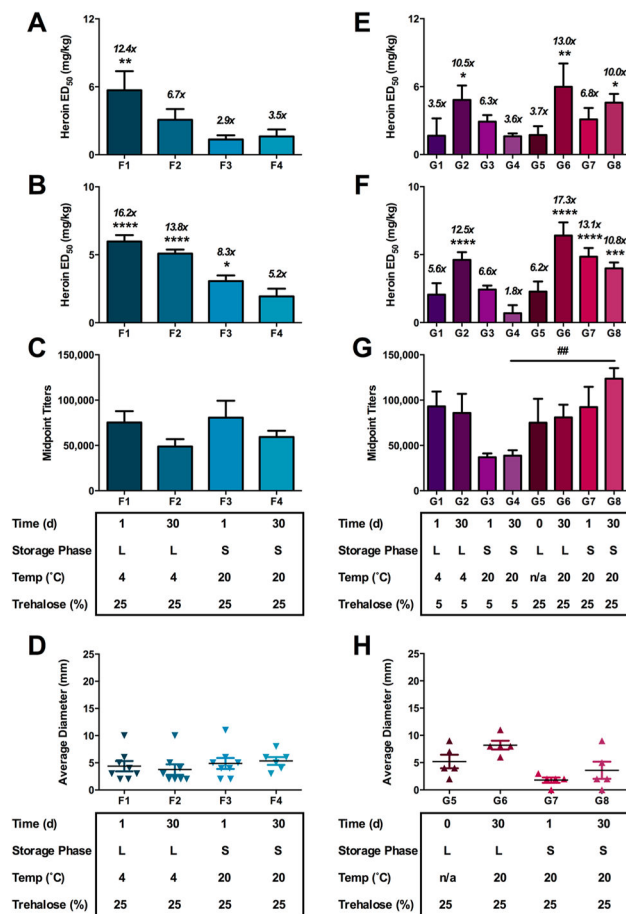 A
Heroin ED50 (mg/kg)
12
6
0
12.4x
**
6.7x
2.9x
3.5x
F1 F2 F3 F4
E
Heroin ED50 (mg/kg)
12
6
0
3.5x
10.5x
*
6.3x
3.6x
3.7x
13.0x
**
6.8x
10.0x
*
G1 G2 G3 G4 G5 G6 G7 G8
B
Heroin ED50 (mg/kg)
10
5
0
16.2x
****
13.8x
****
8.3x
*
5.2x
F1 F2 F3 F4
F
Heroin ED50 (mg/kg)
10
5
0
5.6x
12.5x
****
6.6x
1.8x
6.2x
17.3x
****
13.1x
****
10.8x
***
G1 G2 G3 G4 G5 G6 G7 G8
C
Midpoint Titers
150,000
100,000
50,000
0
F1 F2 F3 F4
G
Midpoint Titers
150,000
100,000
50,000
0
##
G1 G2 G3 G4 G5 G6 G7 G8
Time (d) 1 30 1 30
Storage Phase L L S S
Temp (˚C) 4 4 20 20
Trehalose (%) 25 25 25 25
Time (d) 1 30 1 30 0 30 1 30
Storage Phase L L S S L L S S
Temp (˚C) 4 4 20 20 n/a 20 20 20
Trehalose (%) 5 5 5 5 25 25 25 25
D
Average Diameter (mm)
25
20
15
10
5
0
F1 F2 F3 F4
Time (d) 1 30 1 30
Storage Phase L L S S
Temp (˚C) 4 4 20 20
Trehalose (%) 25 25 25 25
H
Average Diameter (mm)
25
20
15
10
5
0
G5 G6 G7 G8
Time (d) 0 30 1 30
Storage Phase L L S S
Temp (˚C) n/a 20 20 20
Trehalose (%) 25 25 25 25